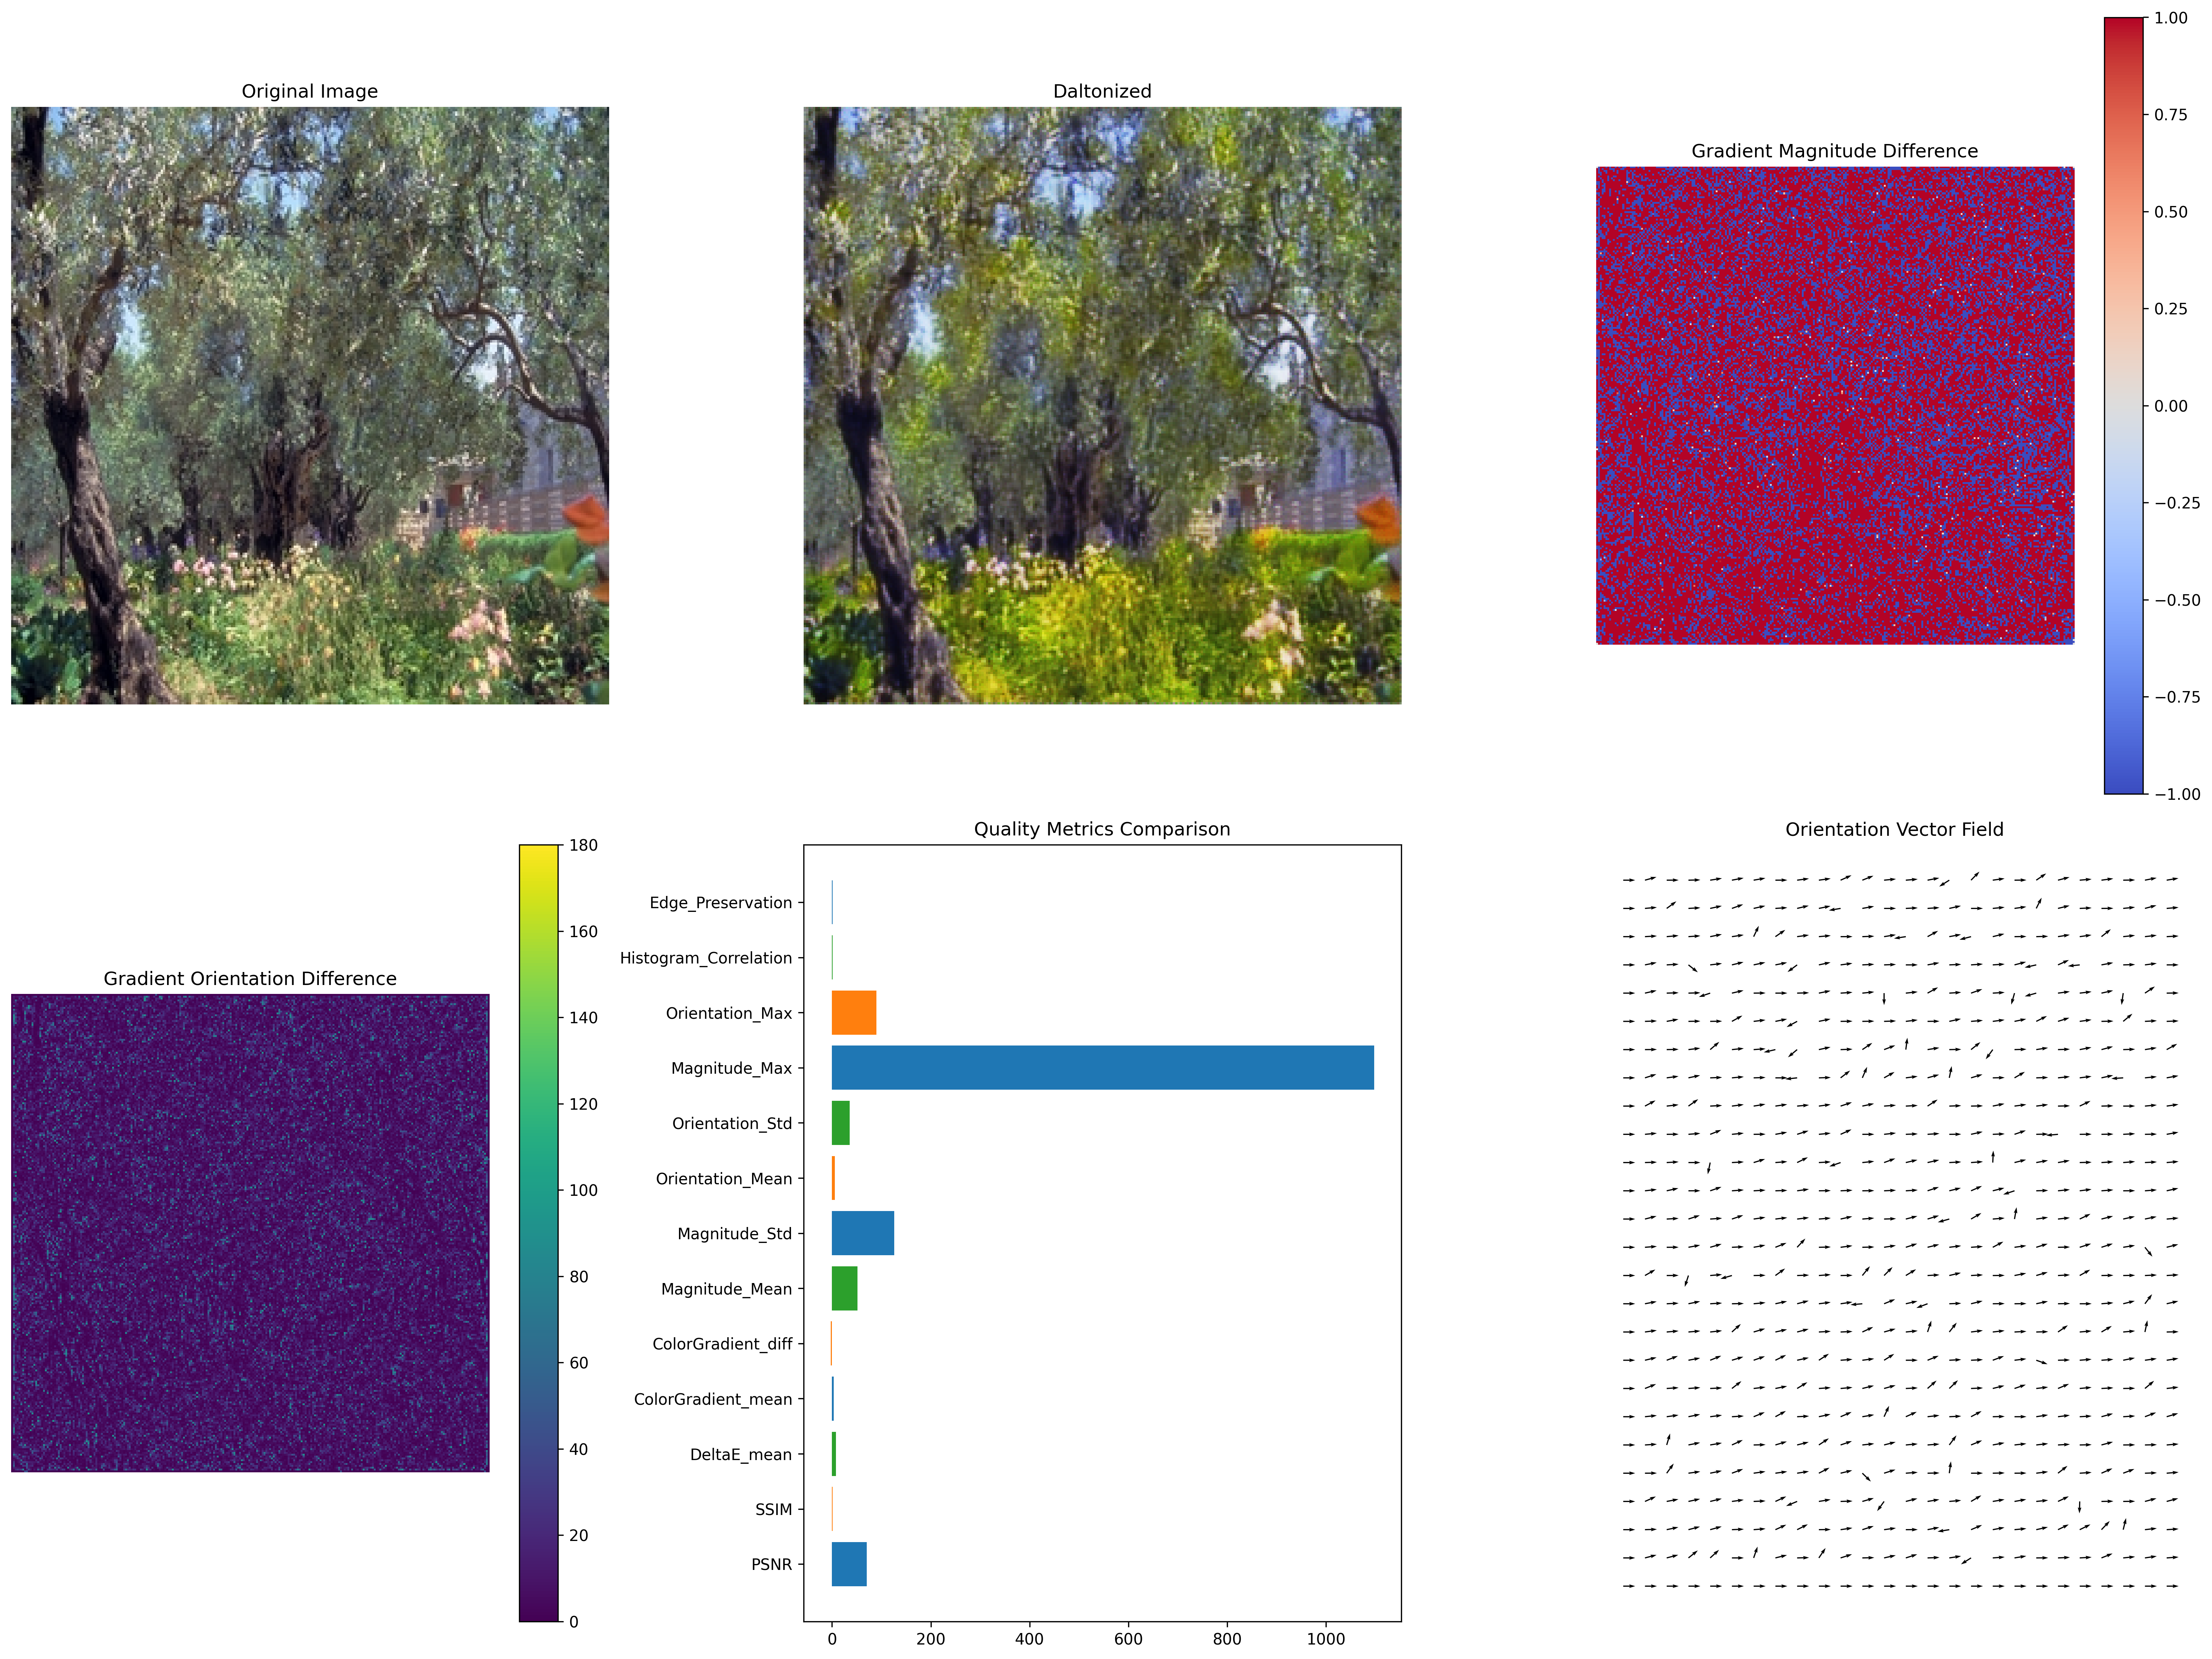 Original Image
Daltonized
Gradient Magnitude Difference
1.00
0.75
0.50
0.25
0.00
−0.25
−0.50
−0.75
−1.00
Gradient Orientation Difference
180
160
140
120
100
80
60
40
20
0
Quality Metrics Comparison
Edge_Preservation
Histogram_Correlation
Orientation_Max
Magnitude_Max
Orientation_Std
Orientation_Mean
Magnitude_Std
Magnitude_Mean
ColorGradient_diff
ColorGradient_mean
DeltaE_mean
SSIM
PSNR
0 200 400 600 800 1000
Orientation Vector Field